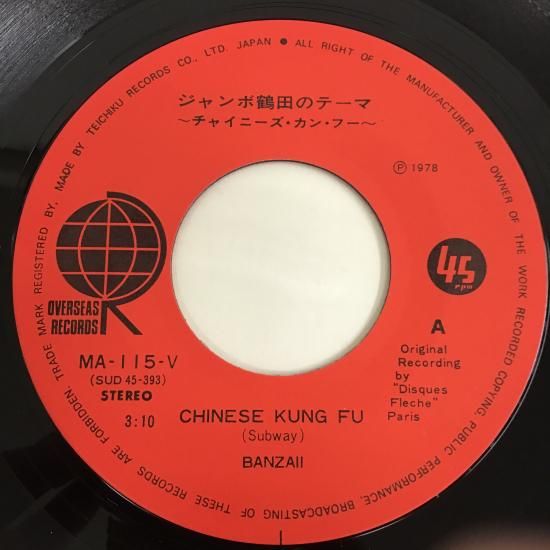 MARK REGISTERED BY, MADE BY TEICHIKU RECORDS CO., LTD. JAPAN ● ALL RIGHT OF THE MANUFACTURER AND OWNER OF THE WORK RECORDED COPYING, PUBLIC PERFORMANCE, BROADCASTING OF THESE RECORDS ARE FORBIDDEN, TRADE
ジャンボ鶴田のテーマ
~チャイニーズ・カン・フー~
Ⓟ 1978
OVERSEAS
RECORDS
45
rpm
MA-115-V
(SUD 45-393)
STEREO
3:10
A
Original
Recording
by
"Disques
Fleche"
Paris
CHINESE KUNG FU
(Subway)
BANZAII